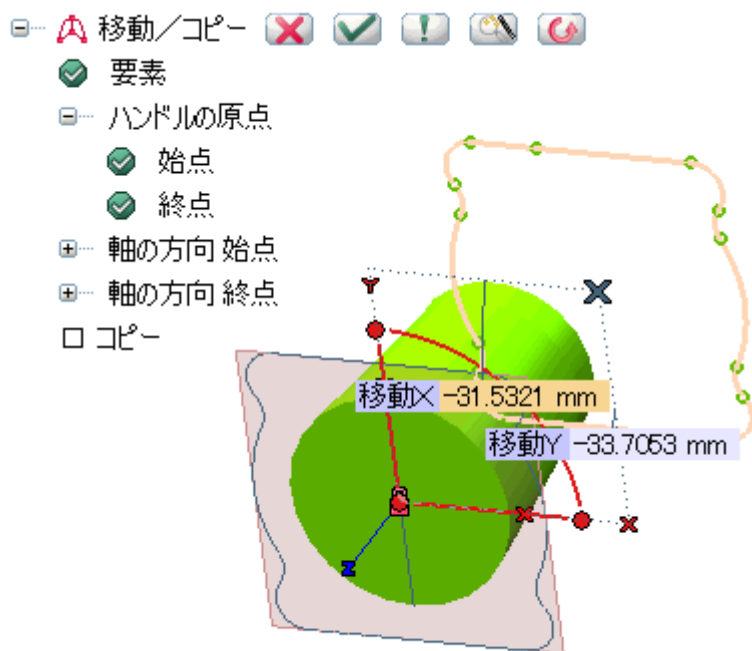 移動／コピー
要素
ハンドルの原点
始点
終点
軸の方向 始点
軸の方向 終点
コピー
Y
移動X -31.5321 mm
移動Y -33.7053 mm
X
Z